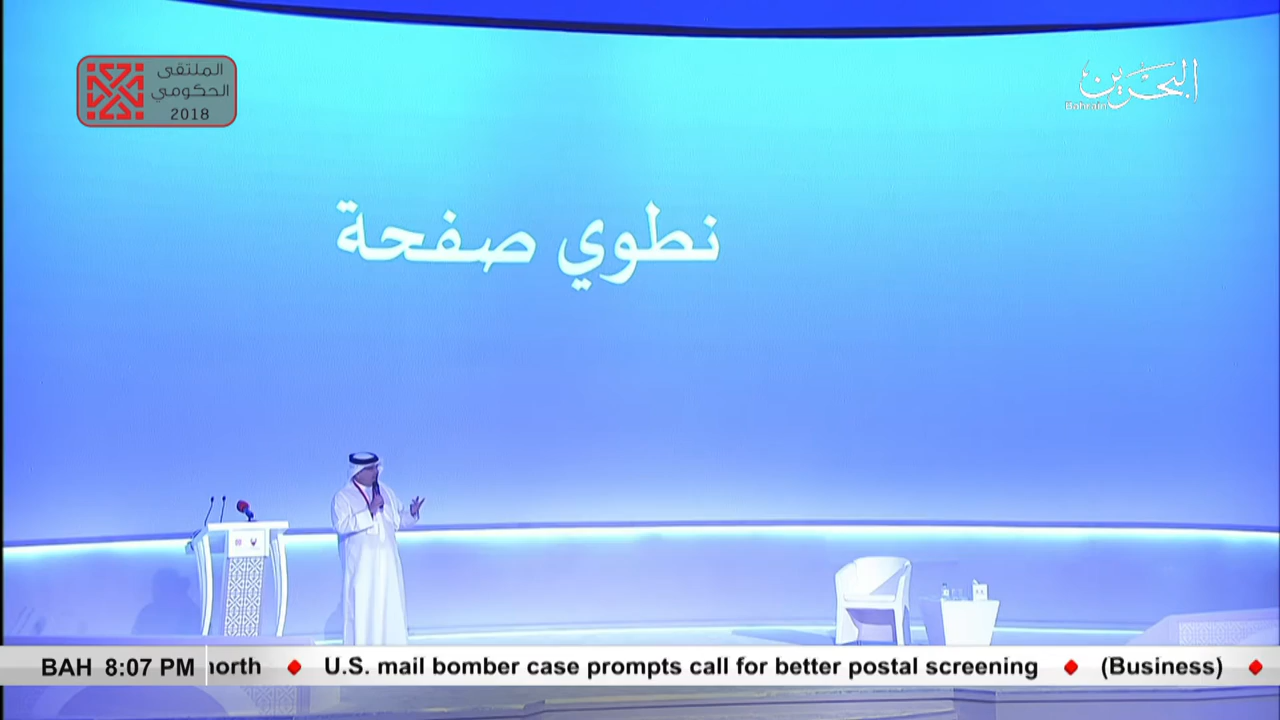 الملتقى
الحكومي
2018
البحرين
Bahrain
نطوي صفحة
BAH 8:07 PM
north ♦ U.S. mail bomber case prompts call for better postal screening ♦ (Business) ♦